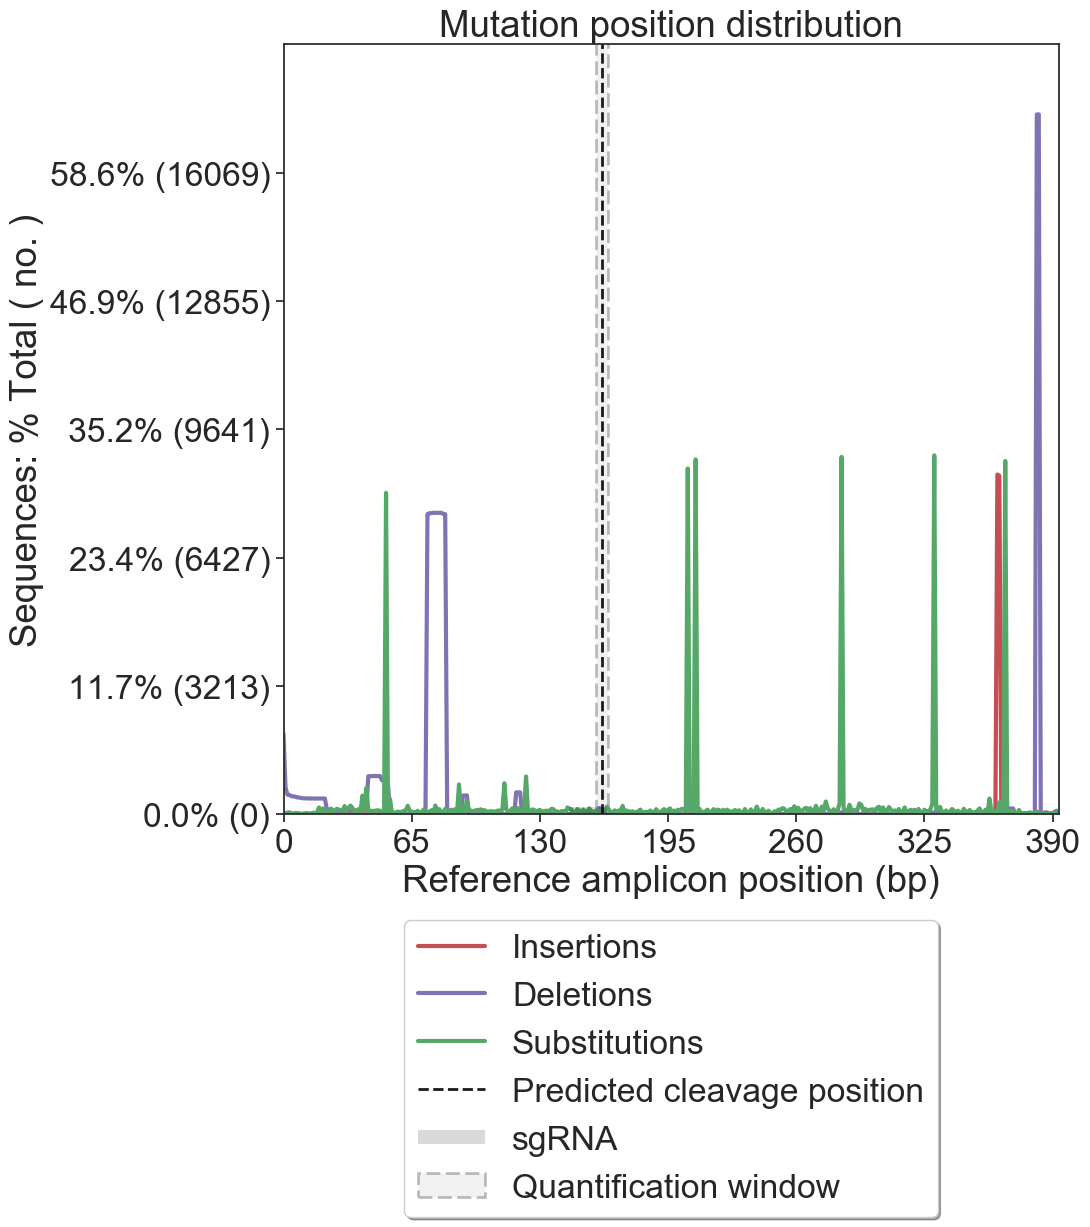 Mutation position distribution
Sequences: % Total ( no. )
58.6% (16069)
46.9% (12855)
35.2% (9641)
23.4% (6427)
11.7% (3213)
0.0% (0)
0 65 130 195 260 325 390
Reference amplicon position (bp)
Insertions
Deletions
Substitutions
Predicted cleavage position
sgRNA
Quantification window